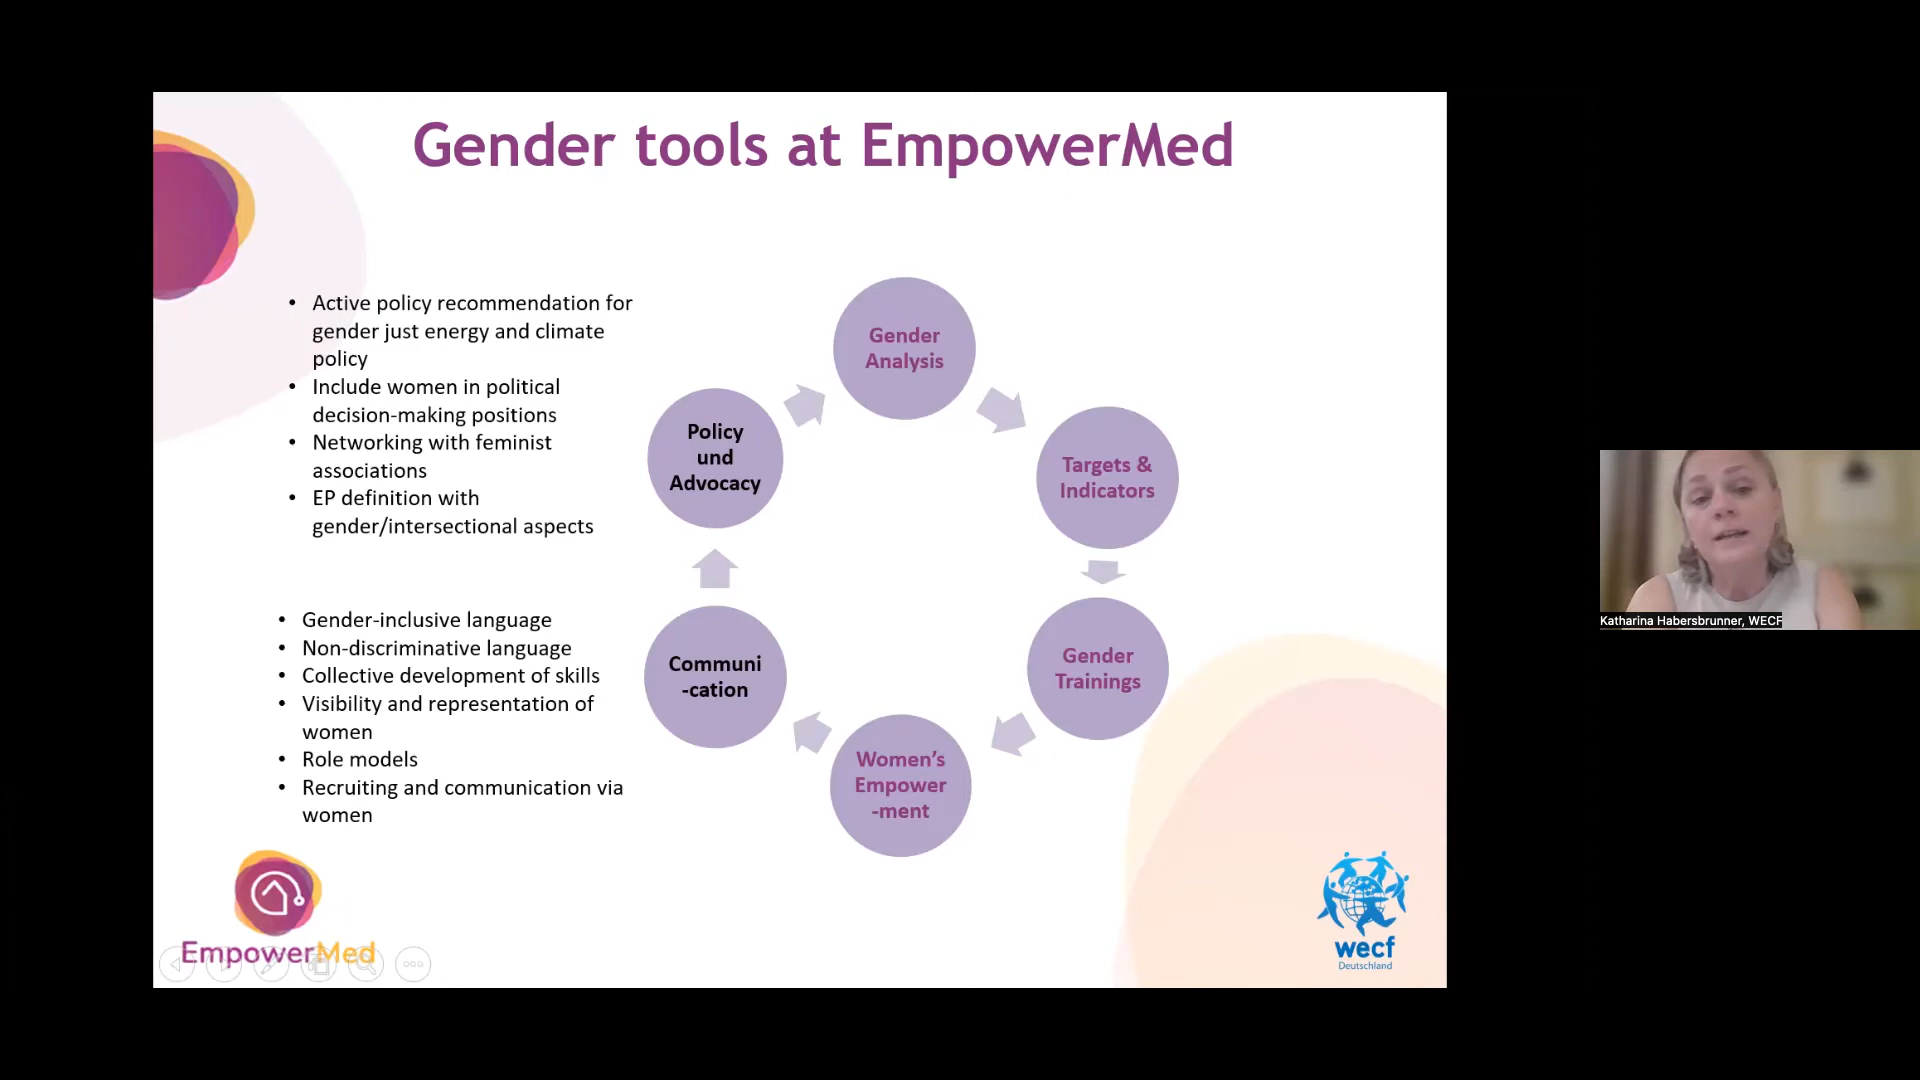 Gender tools at EmpowerMed
• Active policy recommendation for
gender just energy and climate
policy
• Include women in political
decision-making positions
• Networking with feminist
associations
• EP definition with
gender/intersectional aspects
• Gender-inclusive language
• Non-discriminative language
• Collective development of skills
• Visibility and representation of
women
• Role models
• Recruiting and communication via
women
Gender
Analysis
Targets &
Indicators
Gender
Trainings
Women’s
Empower
-ment
Communi
-cation
Policy
und
Advocacy
EmpowerMed
wecf
Deutschland
Katharina Habersbrunner, WECF